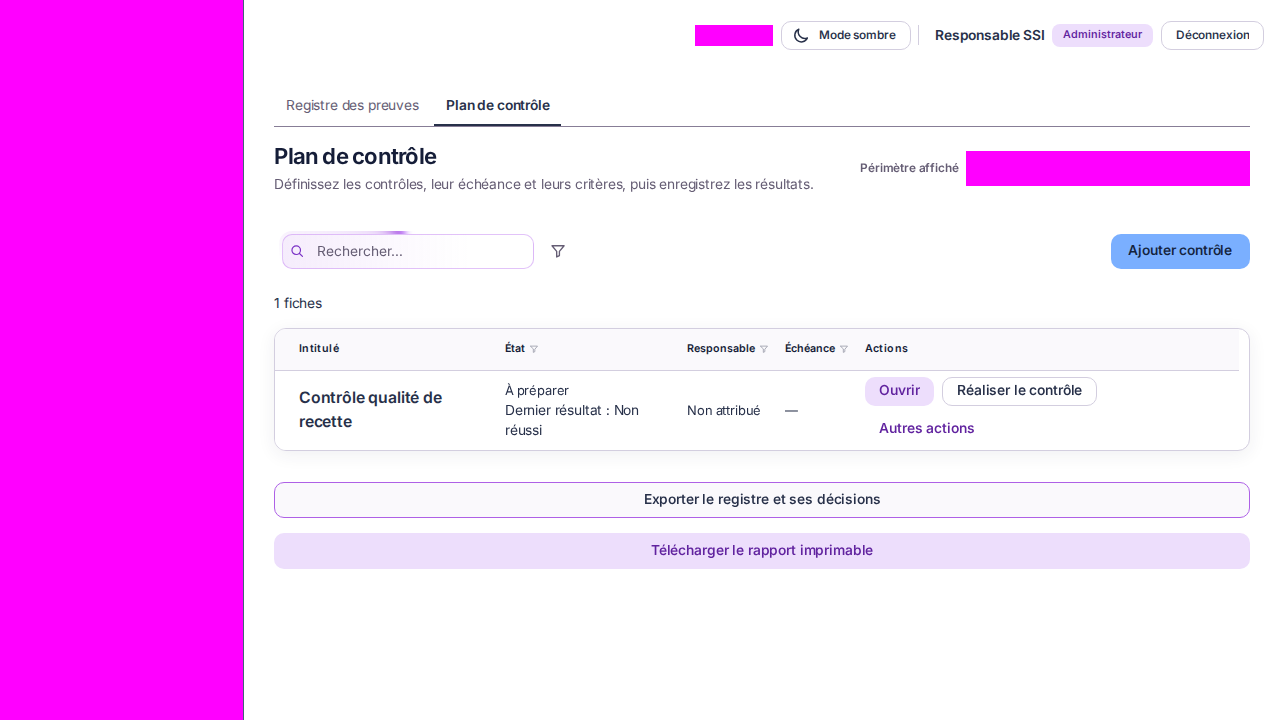 Mode sombre
Responsable SSI
Administrateur
Déconnexion
Registre des preuves
Plan de contrôle
Plan de contrôle
Définissez les contrôles, leur échéance et leurs critères, puis enregistrez les résultats.
Périmètre affiché
Rechercher...
Ajouter contrôle
1 fiches
Intitulé
État
Responsable
Échéance
Actions
Contrôle qualité de
recette
À préparer
Dernier résultat : Non
réussi
Non attribué
—
Ouvrir
Réaliser le contrôle
Autres actions
Exporter le registre et ses décisions
Télécharger le rapport imprimable